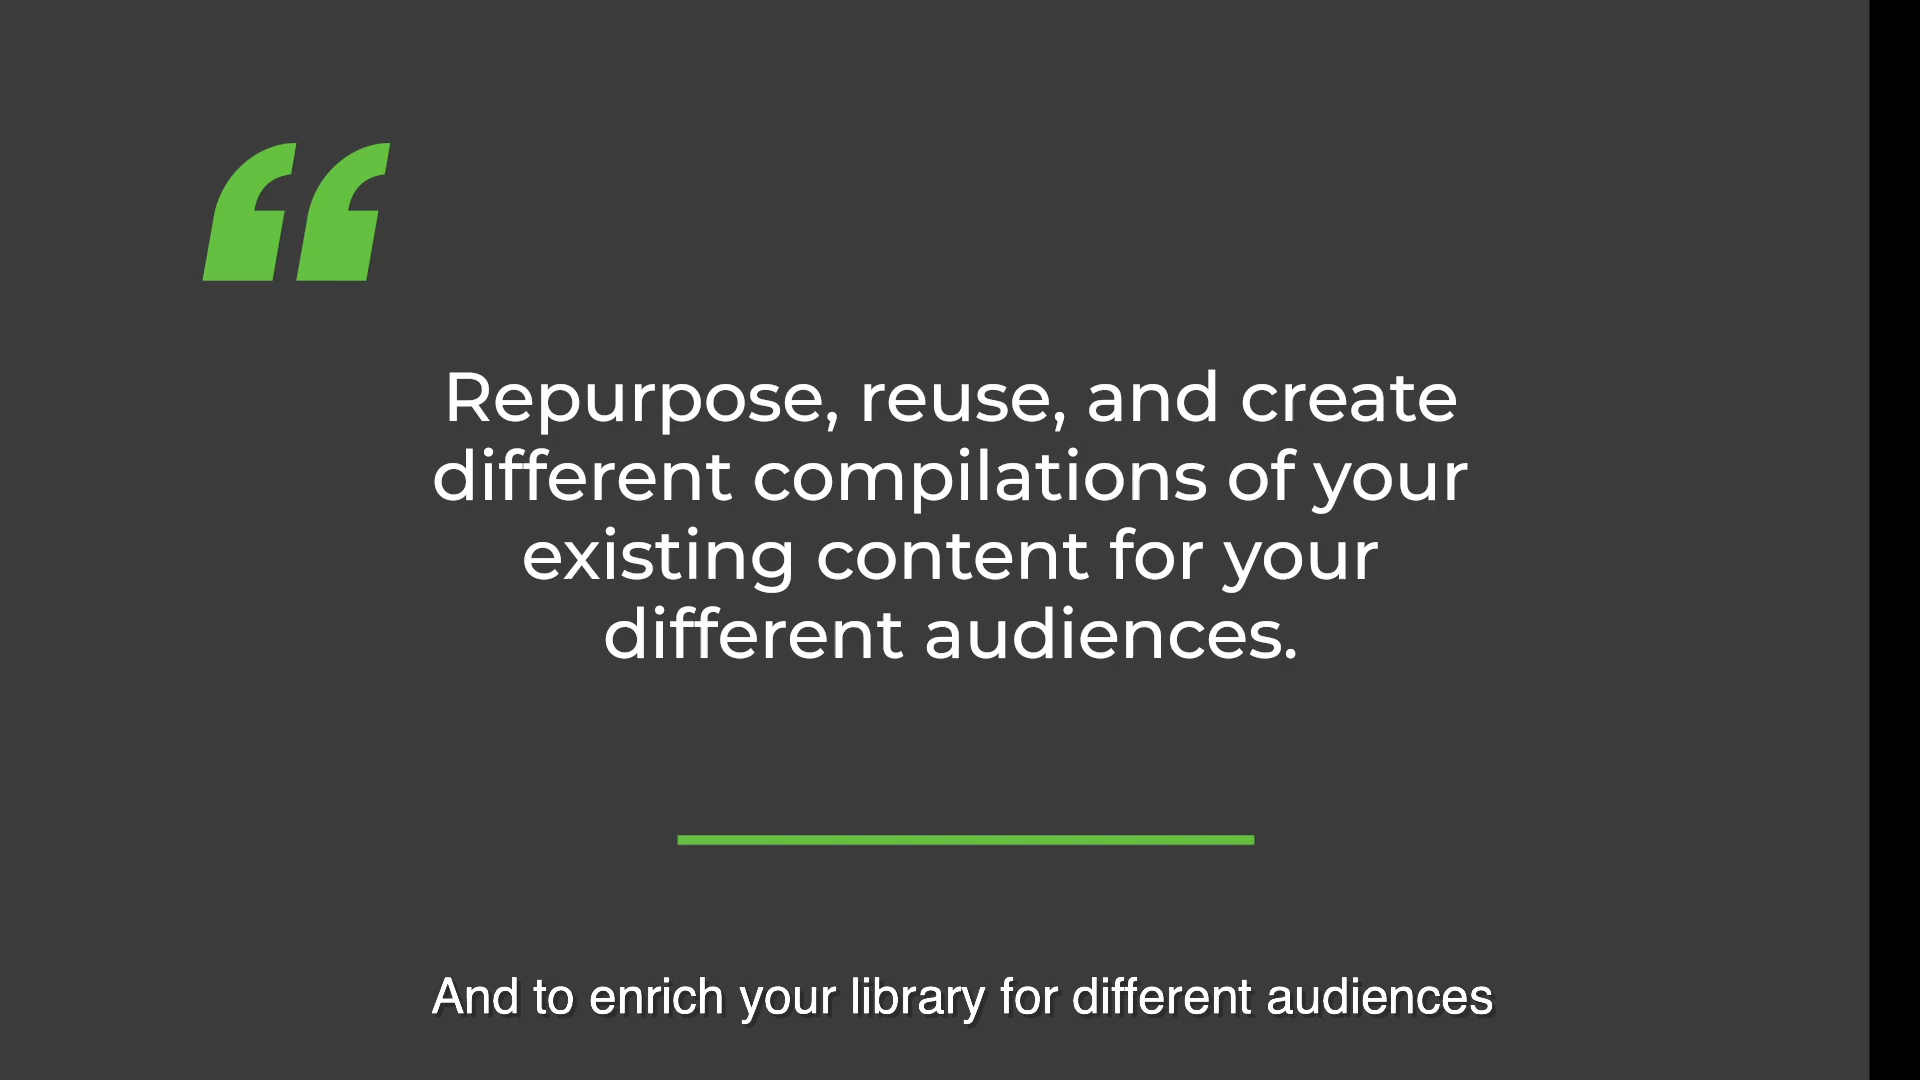 “
Repurpose, reuse, and create
different compilations of your
existing content for your
different audiences.
And to enrich your library for different audiences